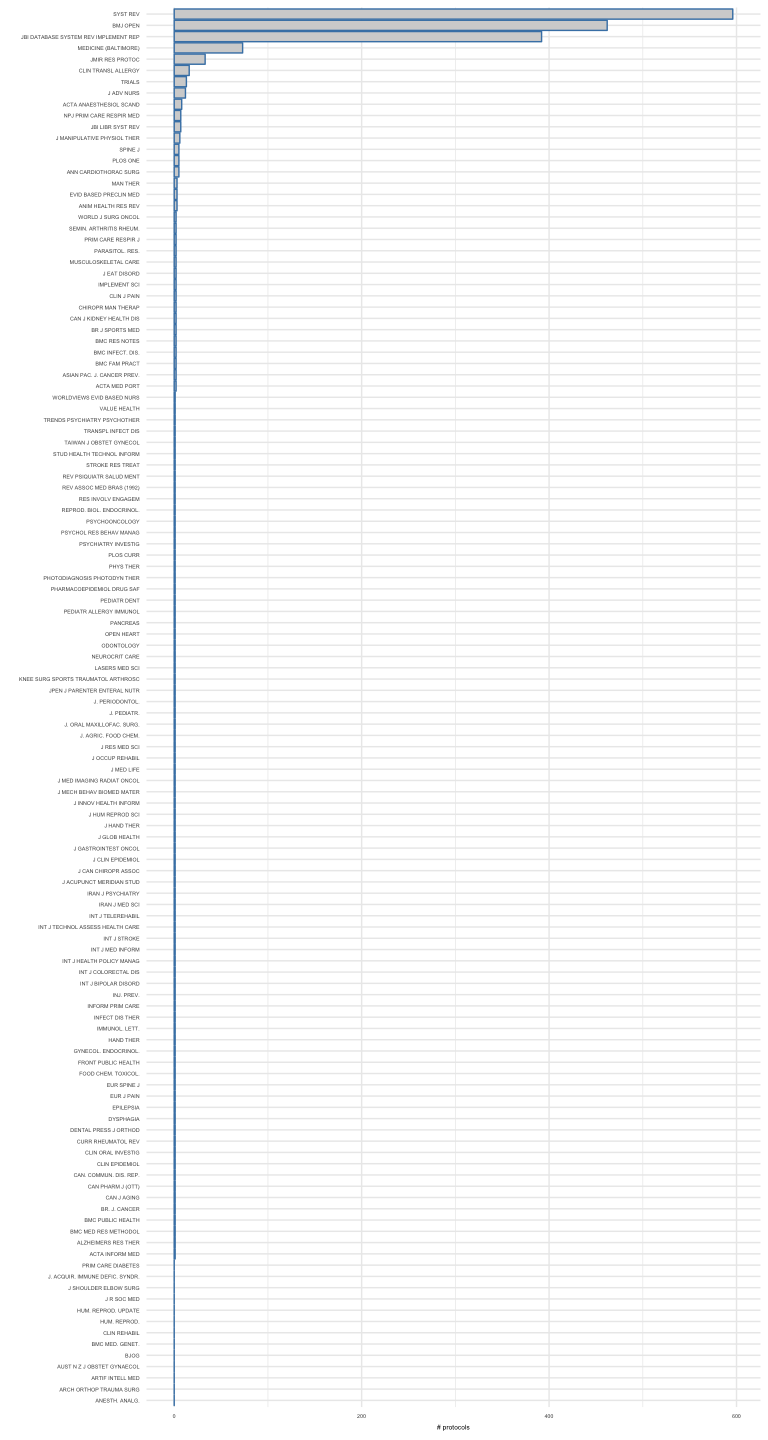 SYST REV
BMJ OPEN
JBI DATABASE SYSTEM REV IMPLEMENT REP
MEDICINE (BALTIMORE)
JMIR RES PROTOC
CLIN TRANSL ALLERGY
TRIALS
J ADV NURS
ACTA ANAESTHESIOL SCAND
NPJ PRIM CARE RESPIR MED
JBI LIBR SYST REV
J MANIPULATIVE PHYSIOL THER
SPINE J
PLOS ONE
ANN CARDIOTHORAC SURG
MAN THER
EVID BASED PRECLIN MED
ANIM HEALTH RES REV
WORLD J SURG ONCOL
SEMIN. ARTHRITIS RHEUM.
PRIM CARE RESPIR J
PARASITOL. RES.
MUSCULOSKELETAL CARE
J EAT DISORD
IMPLEMENT SCI
CLIN J PAIN
CHIROPR MAN THERAP
CAN J KIDNEY HEALTH DIS
BR J SPORTS MED
BMC RES NOTES
BMC INFECT. DIS.
BMC FAM PRACT
ASIAN PAC. J. CANCER PREV.
ACTA MED PORT
WORLDVIEWS EVID BASED NURS
VALUE HEALTH
TRENDS PSYCHIATRY PSYCHOTHER
TRANSPL INFECT DIS
TAIWAN J OBSTET GYNECOL
STUD HEALTH TECHNOL INFORM
STROKE RES TREAT
REV PSIQUIATR SALUD MENT
REV ASSOC MED BRAS (1992)
RES INVOLV ENGAGEM
REPROD. BIOL. ENDOCRINOL.
PSYCHOONCOLOGY
PSYCHOL RES BEHAV MANAG
PSYCHIATRY INVESTIG
PLOS CURR
PHYS THER
PHOTODIAGNOSIS PHOTODYN THER
PHARMACOEPIDEMIOL DRUG SAF
PEDIATR DENT
PEDIATR ALLERGY IMMUNOL
PANCREAS
OPEN HEART
ODONTOLOGY
NEUROCRIT CARE
LASERS MED SCI
KNEE SURG SPORTS TRAUMATOL ARTHROSC
JPEN J PARENTER ENTERAL NUTR
J. PERIODONTOL.
J. PEDIATR.
J. ORAL MAXILLOFAC. SURG.
J. AGRIC. FOOD CHEM.
J RES MED SCI
J OCCUP REHABIL
J MED LIFE
J MED IMAGING RADIAT ONCOL
J MECH BEHAV BIOMED MATER
J INNOV HEALTH INFORM
J HUM REPROD SCI
J HAND THER
J GLOB HEALTH
J GASTROINTEST ONCOL
J CLIN EPIDEMIOL
J CAN CHIROPR ASSOC
J ACUPUNCT MERIDIAN STUD
IRAN J PSYCHIATRY
IRAN J MED SCI
INT J TELEREHABIL
INT J TECHNOL ASSESS HEALTH CARE
INT J STROKE
INT J MED INFORM
INT J HEALTH POLICY MANAG
INT J COLORECTAL DIS
INT J BIPOLAR DISORD
INJ. PREV.
INFORM PRIM CARE
INFECT DIS THER
IMMUNOL. LETT.
HAND THER
GYNECOL. ENDOCRINOL.
FRONT PUBLIC HEALTH
FOOD CHEM. TOXICOL.
EUR SPINE J
EUR J PAIN
EPILEPSIA
DYSPHAGIA
DENTAL PRESS J ORTHOD
CURR RHEUMATOL REV
CLIN ORAL INVESTIG
CLIN EPIDEMIOL
CAN. COMMUN. DIS. REP.
CAN PHARM J (OTT)
CAN J AGING
BR. J. CANCER
BMC PUBLIC HEALTH
BMC MED RES METHODOL
ALZHEIMERS RES THER
ACTA INFORM MED
PRIM CARE DIABETES
J. ACQUIR. IMMUNE DEFIC. SYNDR.
J SHOULDER ELBOW SURG
J R SOC MED
HUM. REPROD. UPDATE
HUM. REPROD.
CLIN REHABIL
BMC MED. GENET.
BJOG
AUST N Z J OBSTET GYNAECOL
ARTIF INTELL MED
ARCH ORTHOP TRAUMA SURG
ANESTH. ANALG.
0 200 400 600
# protocols